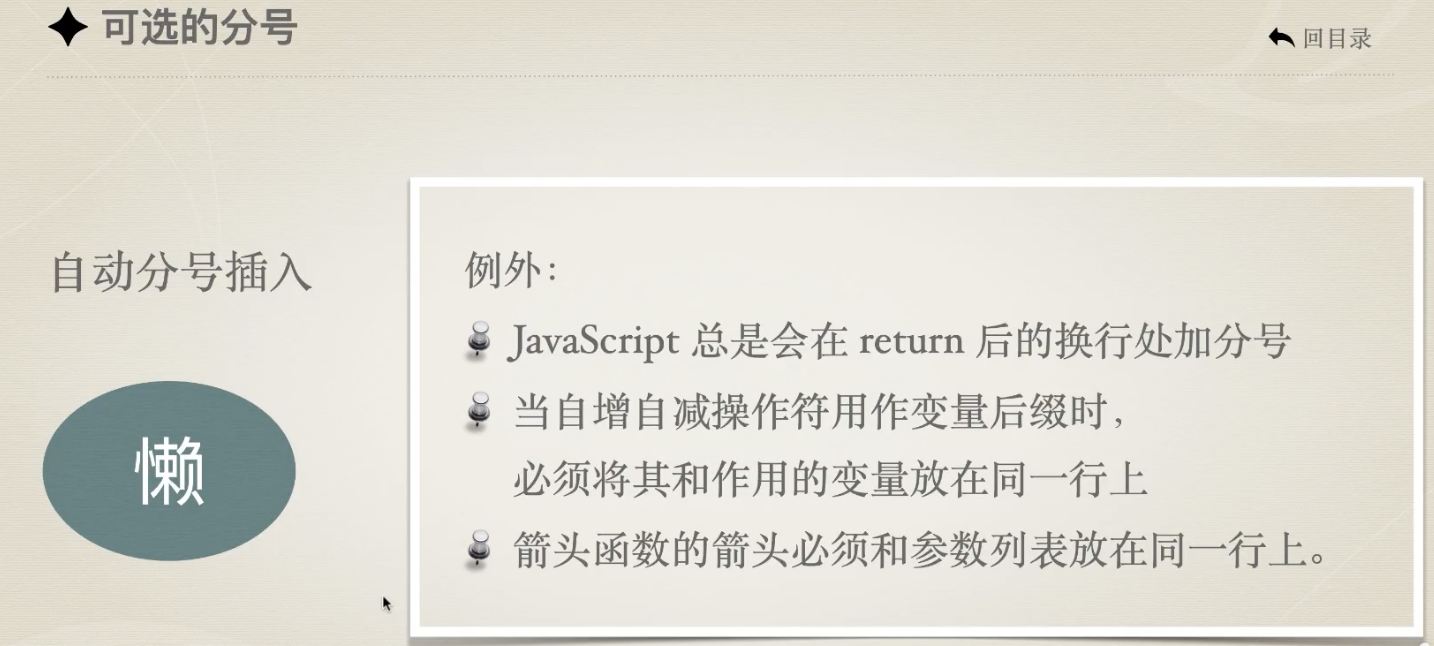 可选的分号
回目录
自动分号插入
懒
例外：
JavaScript 总是会在 return 后的换行处加分号
当自增自减操作符用作变量后缀时，
必须将其和作用的变量放在同一行上
箭头函数的箭头必须和参数列表放在同一行上。